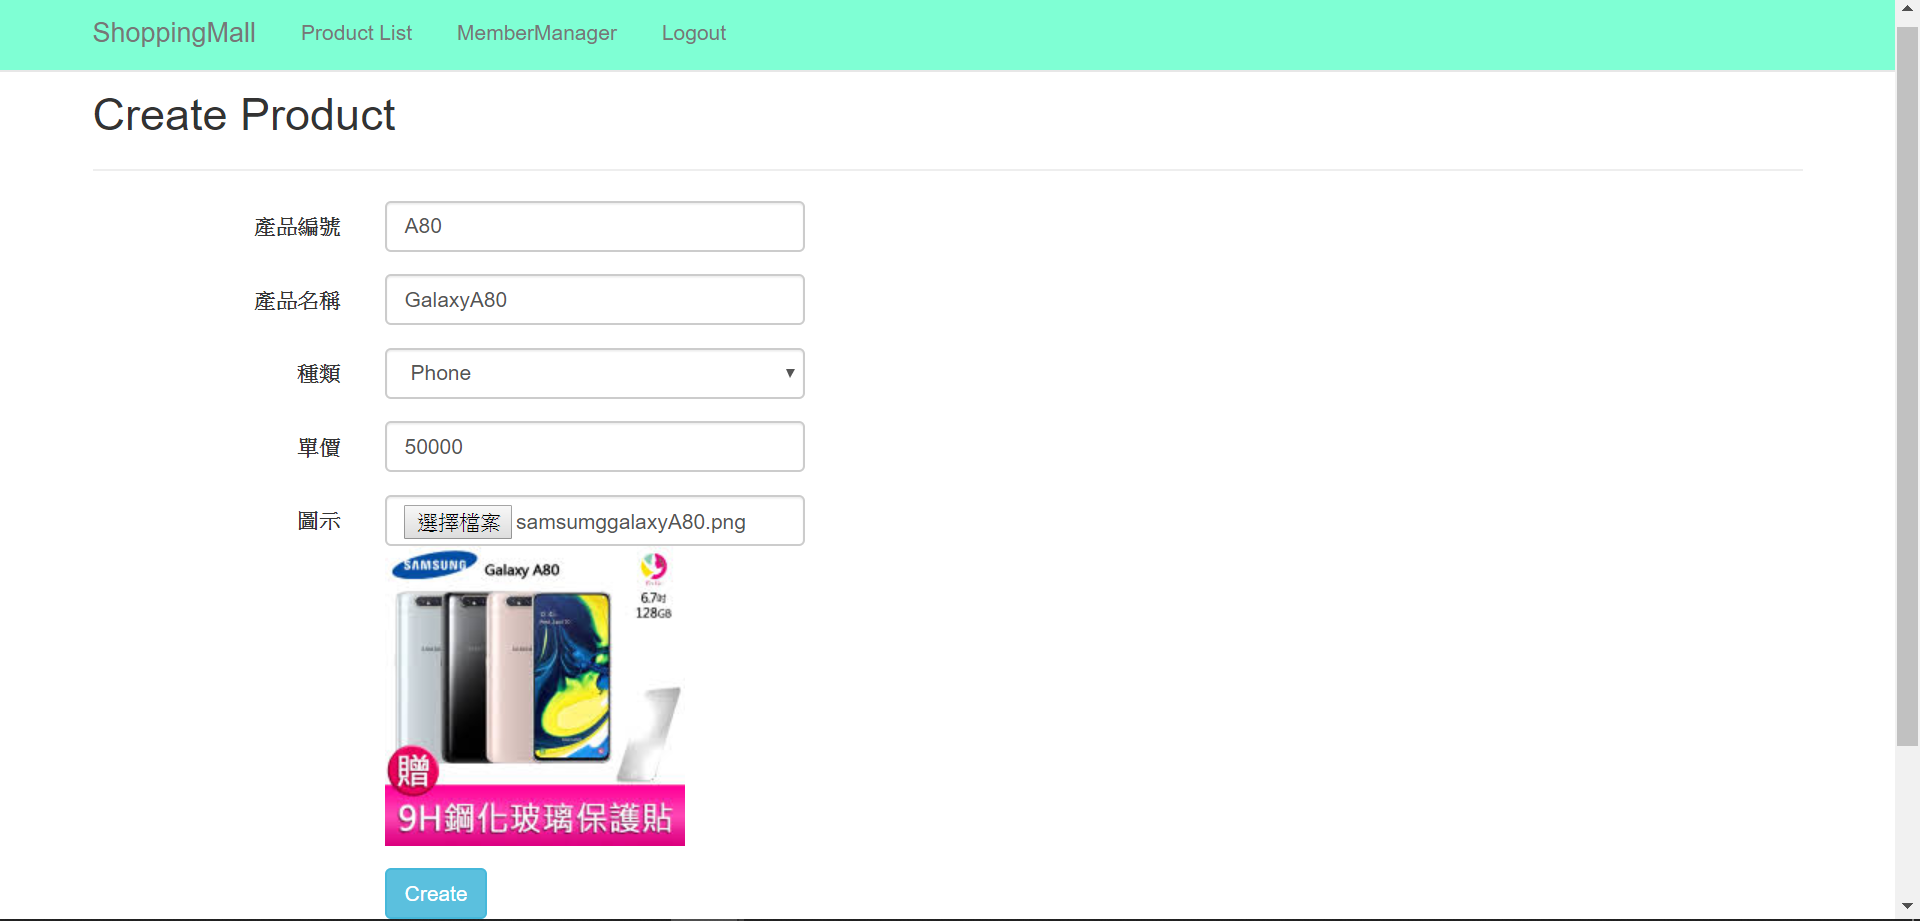 ShoppingMall Product List MemberManager Logout
Create Product
產品編號 A80
產品名稱 GalaxyA80
種類 Phone
單價 50000
圖示 選擇檔案 samsumggalaxyA80.png
SAMSUNG Galaxy A80
6.7吋
128GB
贈
9H鋼化玻璃保護貼
Create